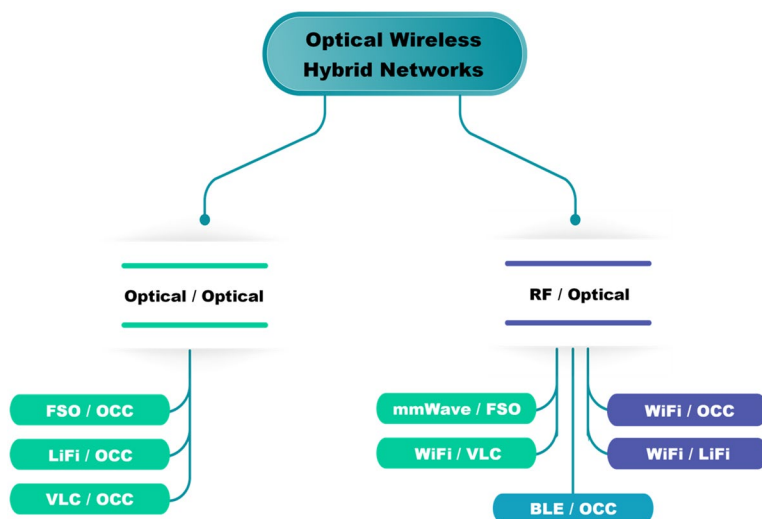 Optical Wireless
Hybrid Networks
Optical / Optical
RF / Optical
FSO / OCC
LiFi / OCC
VLC / OCC
mmWave / FSO
WiFi / OCC
WiFi / VLC
WiFi / LiFi
BLE / OCC